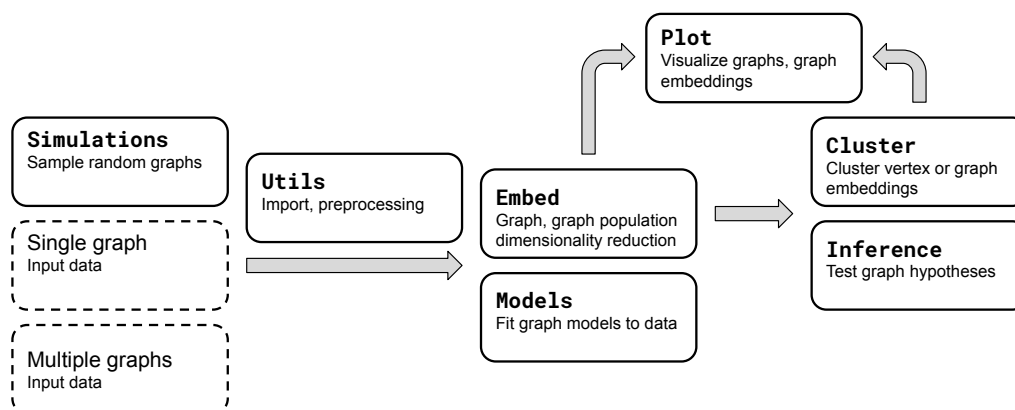 Plot
Visualize graphs, graph
embeddings
Simulations
Sample random graphs
Single graph
Input data
Multiple graphs
Input data
Utils
Import, preprocessing
Embed
Graph, graph population
dimensionality reduction
Models
Fit graph models to data
Cluster
Cluster vertex or graph
embeddings
Inference
Test graph hypotheses